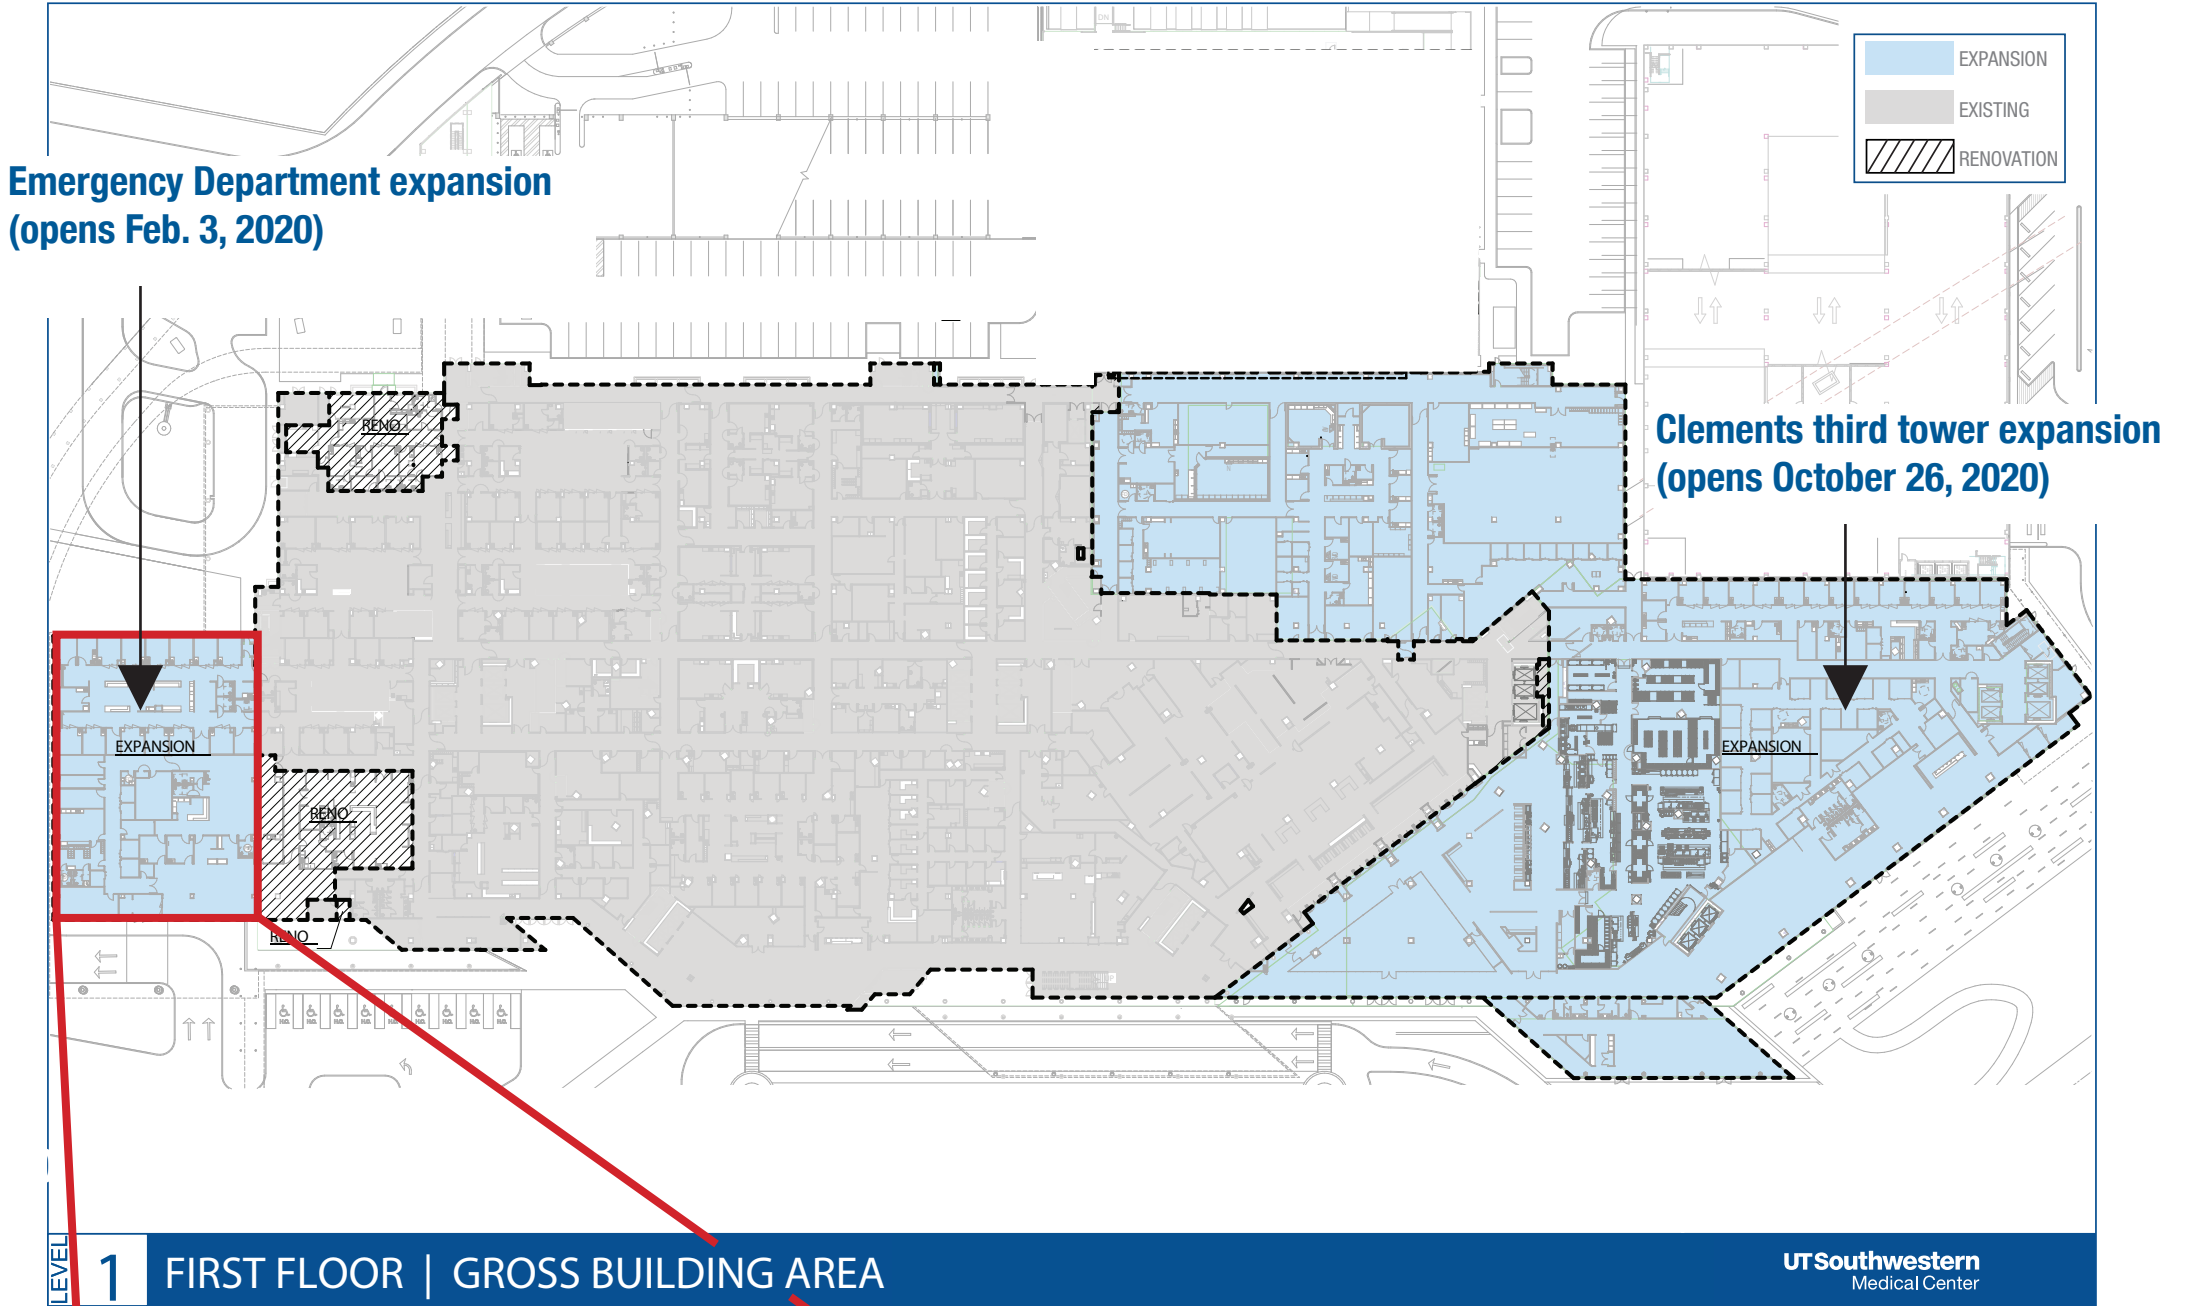 DN
EXPANSION
EXISTING
RENOVATION
Emergency Department expansion
(opens Feb. 3, 2020)
Clements third tower expansion
(opens October 26, 2020)
RENO
EXPANSION
EXPANSION
RENO
RENO
LEVEL
1
FIRST FLOOR | GROSS BUILDING AREA
UTSouthwestern
Medical Center